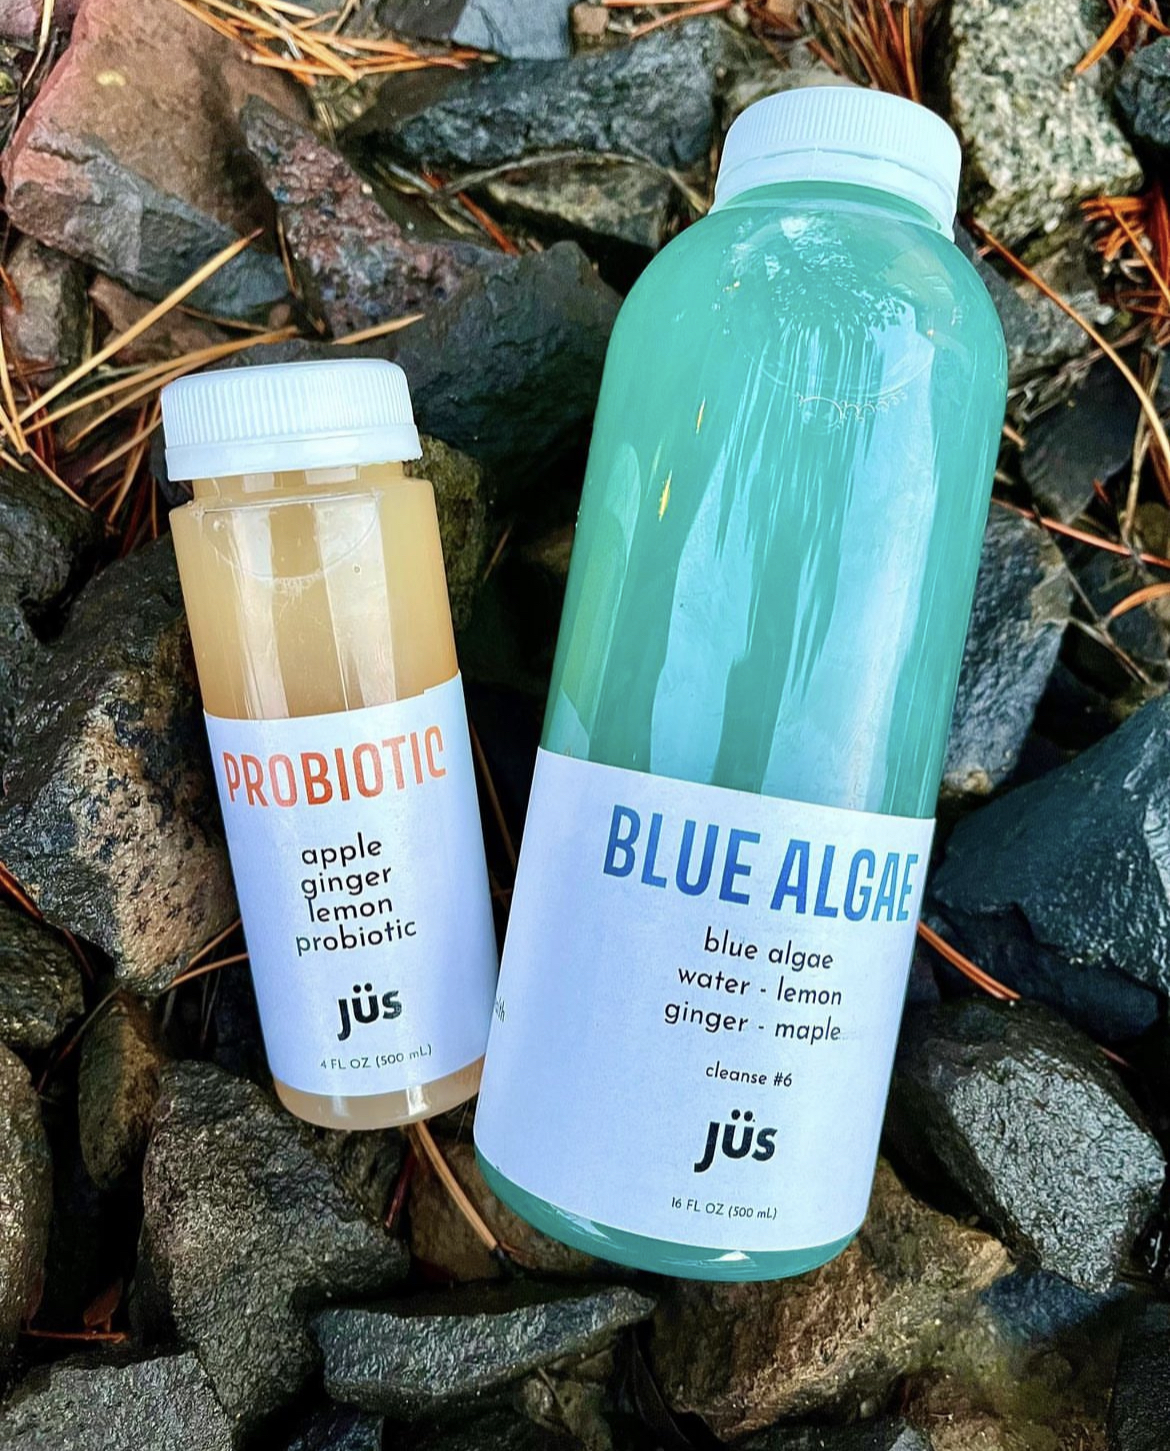 PROBIOTIC
apple
ginger
lemon
probiotic
jüs
4 FL OZ (500 mL)
BLUE ALGAE
blue algae
water - lemon
ginger - maple
cleanse #6
jüs
16 FL OZ (500 mL)